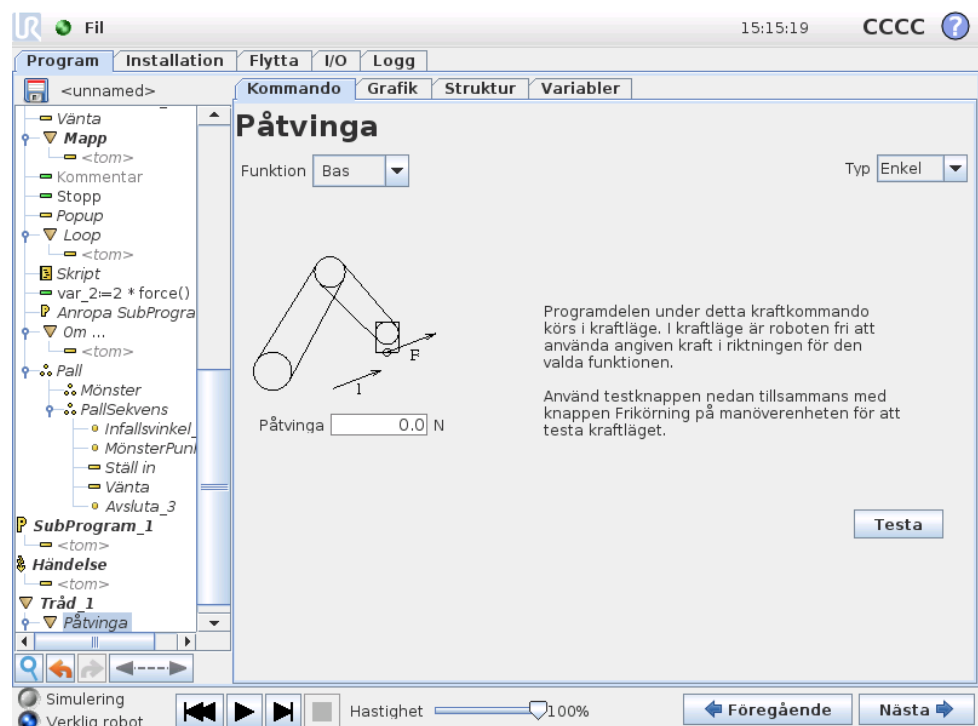 UR Fil 15:15:19 CCCC ?
Program Installation Flytta I/O Logg
<unnamed>
Kommando Grafik Struktur Variabler
Vänta
Mapp
<tom>
Kommentar
Stopp
Popup
Loop
<tom>
Skript
var_2:=2 * force()
Anropa SubProgra
Om ...
<tom>
Pall
Mönster
PallSekvens
Infallsvinkel_
MönsterPunl
Ställ in
Vänta
Avsluta_3
P SubProgram_1
<tom>
Händelse
<tom>
Tråd_1
Påtvinga
Påtvinga
Funktion Bas
Typ Enkel
F
1
Påtvinga 0.0 N
Programdelen under detta kraftkommando
körs i kraftläge. I kraftläge är roboten fri att
använda angiven kraft i riktningen för den
valda funktionen.
Använd testknappen nedan tillsammans med
knappen Frikörning på manöverenheten för att
testa kraftläget.
Testa
Simulering
Verklig robot
Hastighet 100%
Föregående
Nästa